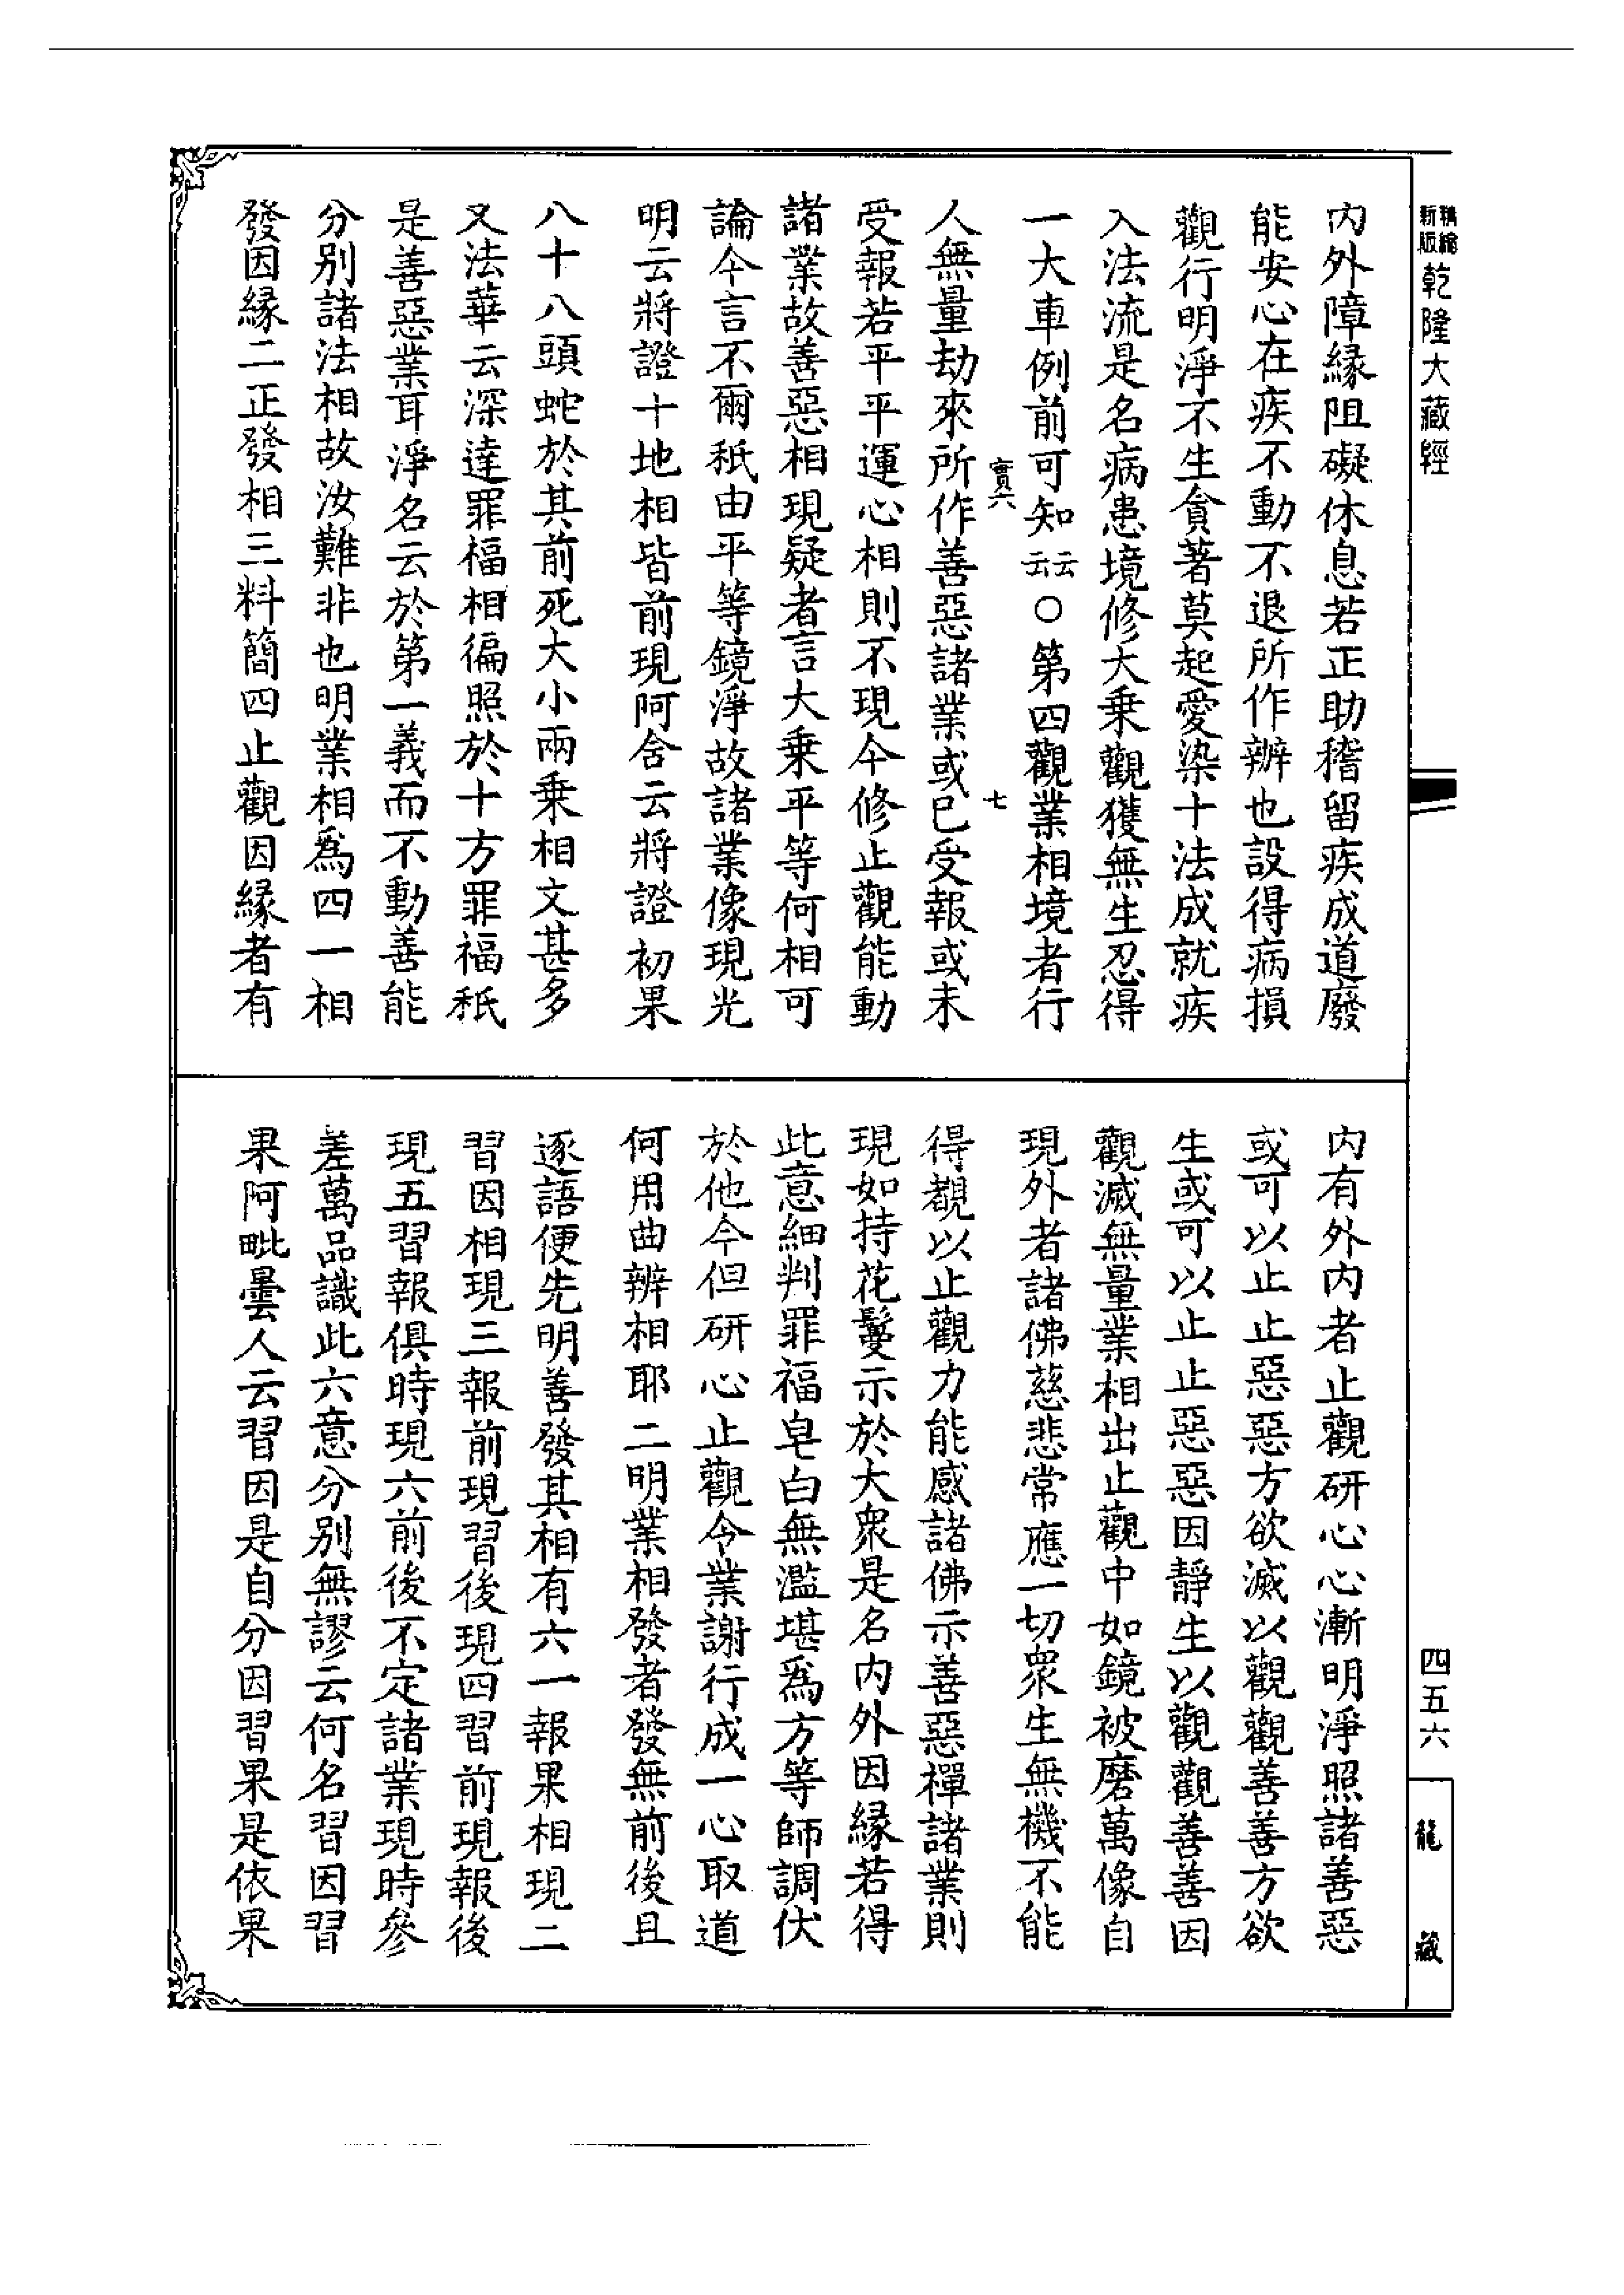 新版
精縮
乾隆大藏經
內外障緣阻礙休息若正助稽留疾成道廢
能安心在疾不動不退所作辦也設得病損
觀行明淨不生貪著莫起愛染十法成就疾
入法流是名病患境修大乘觀獲無生忍得
一大車例前可知云云○第四觀業相境者行
實六
七
人無量劫來所作善惡諸業或已受報或未
受報若平平運心相則不現今修止觀能動
諸業故善惡相現疑者言大乘平等何相可
論今言不爾秖由平等鏡淨故諸業像現光
明云將證十地相皆前現阿含云將證初果
八十八頭蛇於其前死大小兩乘相文甚多
又法華云深達罪福相徧照於十方罪福秖
是善惡業耳淨名云於第一義而不動善能
分別諸法相故汝難非也明業相爲四一相
發因緣二正發相三料簡四止觀因緣者有
內有外內者止觀研心心漸明淨照諸善惡
或可以止止惡惡方欲滅以觀觀善善方欲
生或可以止止惡惡因靜生以觀觀善善因
觀滅無量業相出止觀中如鏡被磨萬像自
現外者諸佛慈悲常應一切衆生無機不能
得覩以止觀力能感諸佛示善惡禪諸業則
現如持花鬘示於大衆是名內外因緣若得
此意細判罪福皂白無濫堪爲方等師調伏
於他今但研心止觀令業謝行成一心取道
何用曲辨相耶二明業相發者發無前後且
逐語便先明善發其相有六一報果相現二
習因相現三報前現習後現四習前現報後
現五習報俱時現六前後不定諸業現時參
差萬品識此六意分別無謬云何名習因習
果阿毗曇人云習因是自分因習果是依果
四五六
龍藏